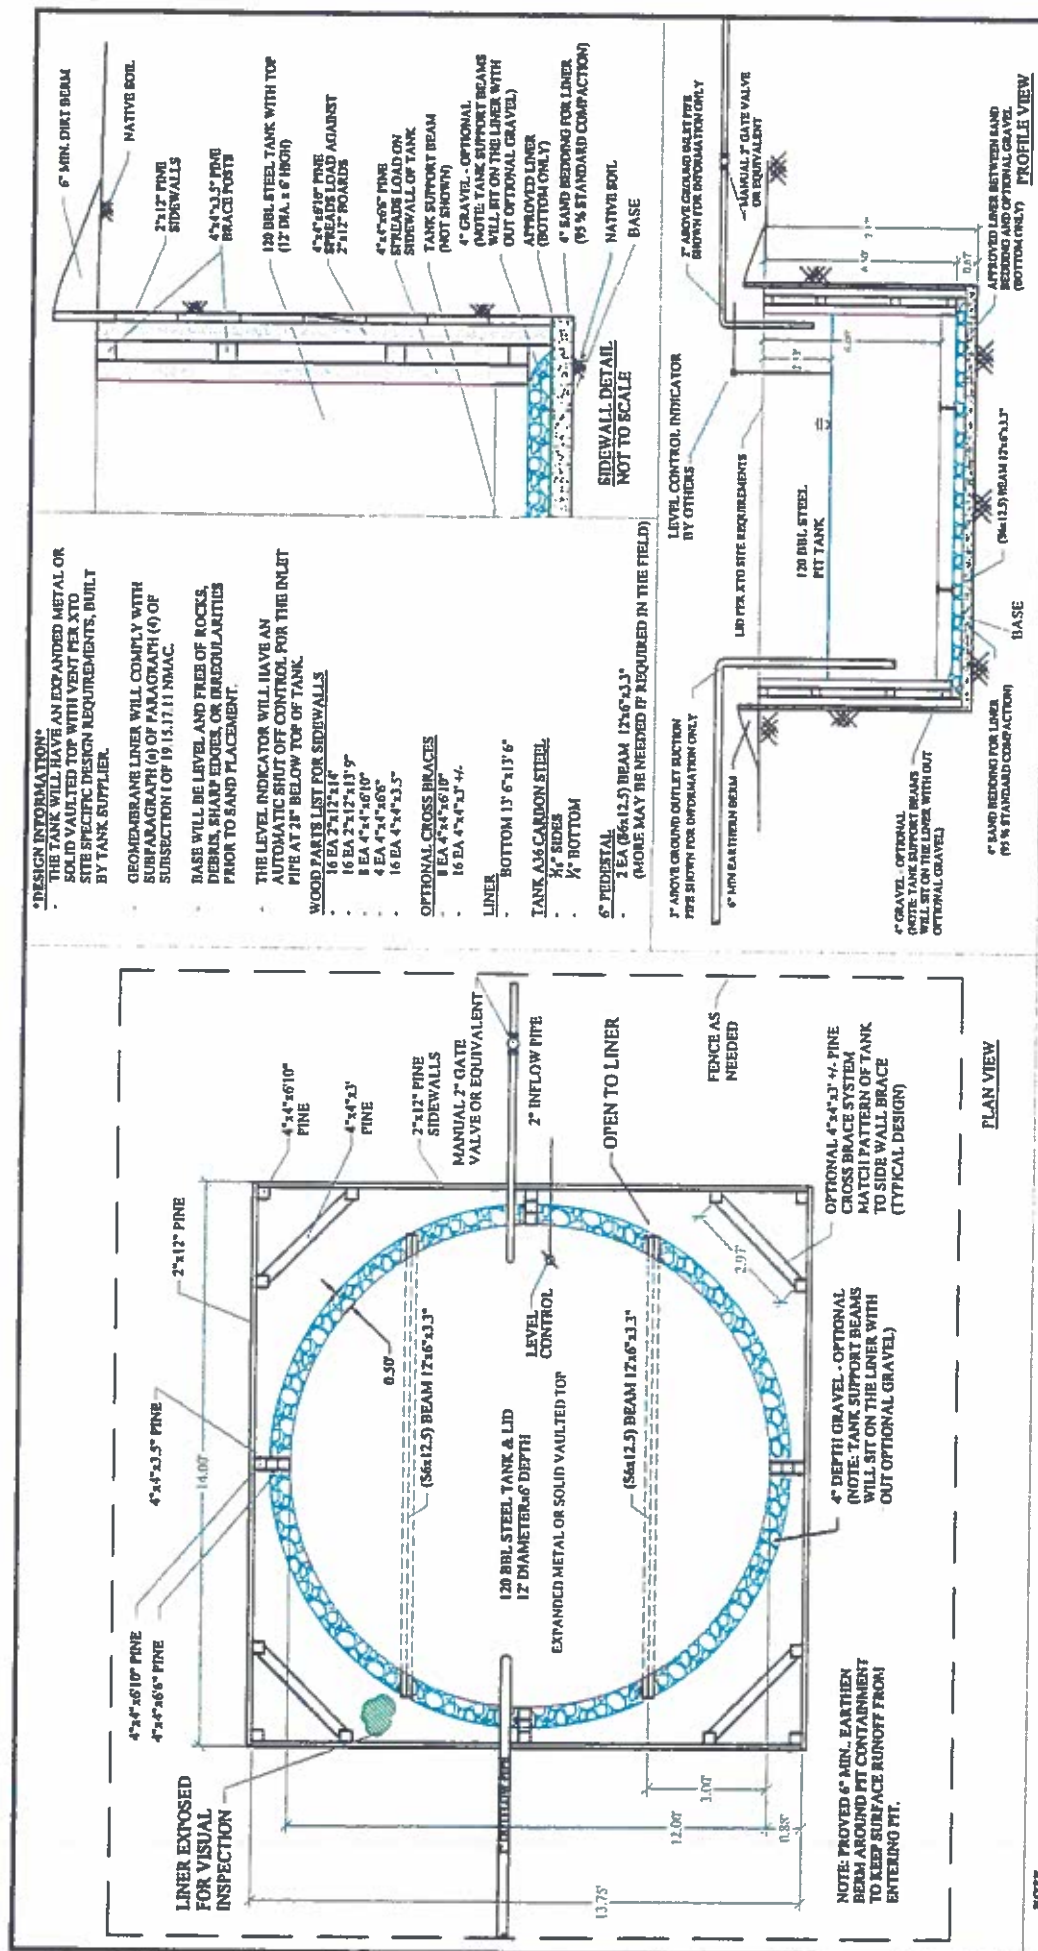 *DESIGN INFORMATION*
- THE TANK WILL HAVE AN EXPANDED METAL OR
SOLID VAULTED TOP WITH VENT PER XTO
SITE SPECIFIC DESIGN REQUIREMENTS, BUILT
BY TANK SUPPLIER.
- GEOMEMBRANE LINER WILL COMPLY WITH
SUBPARAGRAPH (a) OF PARAGRAPH (4) OF
SUBSECTION I OF 19.15.17.11 NMAC.
- BASE WILL BE LEVEL AND FREE OF ROCKS,
DEBRIS, SHARP EDGES, OR IRREGULARITIES
PRIOR TO SAND PLACEMENT.
- THE LEVEL INDICATOR WILL HAVE AN
AUTOMATIC SHUT OFF CONTROL FOR THE INLET
PIPE AT 28" BELOW TOP OF TANK.
WOOD PARTS LIST FOR SIDEWALLS
- 16 EA 2"x12"x14'
- 16 EA 2"x12"x13'9"
- 8 EA 4"x4"x6'10"
- 4 EA 4"x4"x6'6"
- 16 EA 4"x4"x3.5"
OPTIONAL CROSS BRACES
- 8 EA 4"x4"x6'10"
- 16 EA 4"x4"x3' +/-
LINER
- BOTTOM 13' 6"x13' 6"
TANK A36 CARBON STEEL
- SIDES
- ¼" BOTTOM
6" PEDESTAL
- 2 EA (S6x12.5) BEAM 12'x6"x3.3"
(MORE MAY BE NEEDED IF REQUIRED IN THE FIELD)
6" MIN. DIRT BERM
NATIVE SOIL
2"x12" PINE
SIDEWALLS
4"x4"x3.5" PINE
BRACE POSTS
120 BBL STEEL TANK WITH TOP
(12' DIA. x 6' HIGH)
4"x4"x6'10" PINE
SPREADS LOAD AGAINST
2"x12" BOARDS
4"x4"x6'6" PINE
SPREADS LOAD ON
SIDEWALL OF TANK
TANK SUPPORT BEAM
(NOT SHOWN)
4" GRAVEL - OPTIONAL
(NOTE: TANK SUPPORT BEAMS
WILL SIT ON THE LINER WITH
OUT OPTIONAL GRAVEL)
APPROVED LINER
(BOTTOM ONLY)
4" SAND BEDDING FOR LINER
(95 % STANDARD COMPACTION)
NATIVE SOIL
BASE
SIDEWALL DETAIL
NOT TO SCALE
LINER EXPOSED
FOR VISUAL
INSPECTION
4"x4"x6'10" PINE
4"x4"x6'6" PINE
4"x4"x3.5" PINE
2"x12" PINE
4"x4"x6'10"
PINE
4"x4"x3'
PINE
2"x12" PINE
SIDEWALLS
MANUAL 2" GATE
VALVE OR EQUIVALENT
2" INFLOW PIPE
OPEN TO LINER
FENCE AS
NEEDED
14.00'
0.50'
(S6x12.5) BEAM 12'x6"x3.3"
120 BBL STEEL TANK & LID
12' DIAMETERx6' DEPTH
EXPANDED METAL OR SOLID VAULTED TOP
LEVEL
CONTROL
(S6x12.5) BEAM 12'x6"x3.3"
2.97'
3.00'
12.00'
0.88'
13.75'
OPTIONAL 4"x4"x3' +/- PINE
CROSS BRACE SYSTEM
MATCH PATTERN OF TANK
TO SIDE WALL BRACE
(TYPICAL DESIGN)
4" DEPTH GRAVEL - OPTIONAL
(NOTE: TANK SUPPORT BEAMS
WILL SIT ON THE LINER WITH
OUT OPTIONAL GRAVEL)
NOTE: PROVED 6" MIN., EARTHEN
BERM AROUND PIT CONTAINMENT
TO KEEP SURFACE RUNOFF FROM
ENTERING PIT.
PLAN VIEW
3" ABOVE GROUND OUTLET SUCTION
PIPE SHOWN FOR INFORMATION ONLY
6" MIN EARTHEN BERM
LEVEL CONTROL INDICATOR
BY OTHERS
LID PER XTO SITE REQUIREMENTS
2" ABOVE GROUND INLET PIPE
SHOWN FOR INFORMATION ONLY
MANUAL 2" GATE VALVE
OR EQUIVALENT
120 BBL STEEL
PIT TANK
6.00'
0.67'
4" GRAVEL - OPTIONAL
(NOTE: TANK SUPPORT BEAMS
WILL SIT ON THE LINER WITH OUT
OPTIONAL GRAVEL)
4" SAND BEDDING FOR LINER
(95 % STANDARD COMPACTION)
BASE
(S6x12.5) BEAM 12'x6"x3.3"
APPROVED LINER BETWEEN SAND
BEDDING AND OPTIONAL GRAVEL
(BOTTOM ONLY)
PROFILE VIEW
NOTE